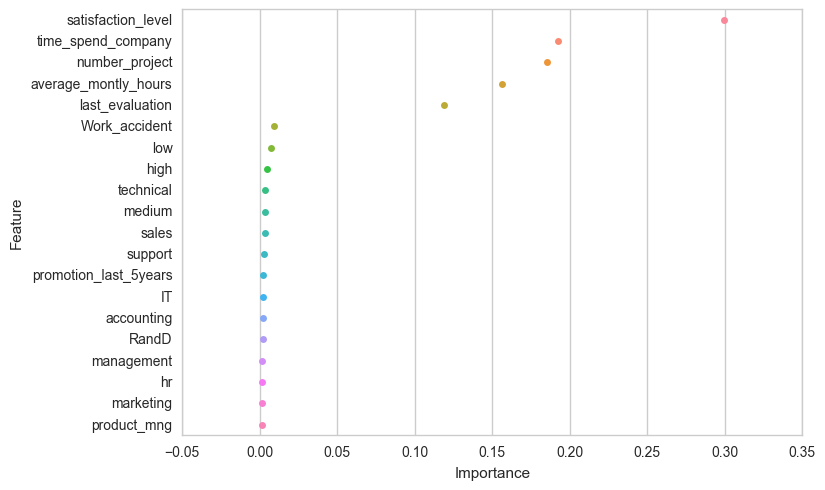 satisfaction_level
time_spend_company
number_project
average_montly_hours
last_evaluation
Work_accident
low
high
technical
medium
sales
support
promotion_last_5years
IT
accounting
RandD
management
hr
marketing
product_mng
Feature
−0.05 0.00 0.05 0.10 0.15 0.20 0.25 0.30 0.35
Importance